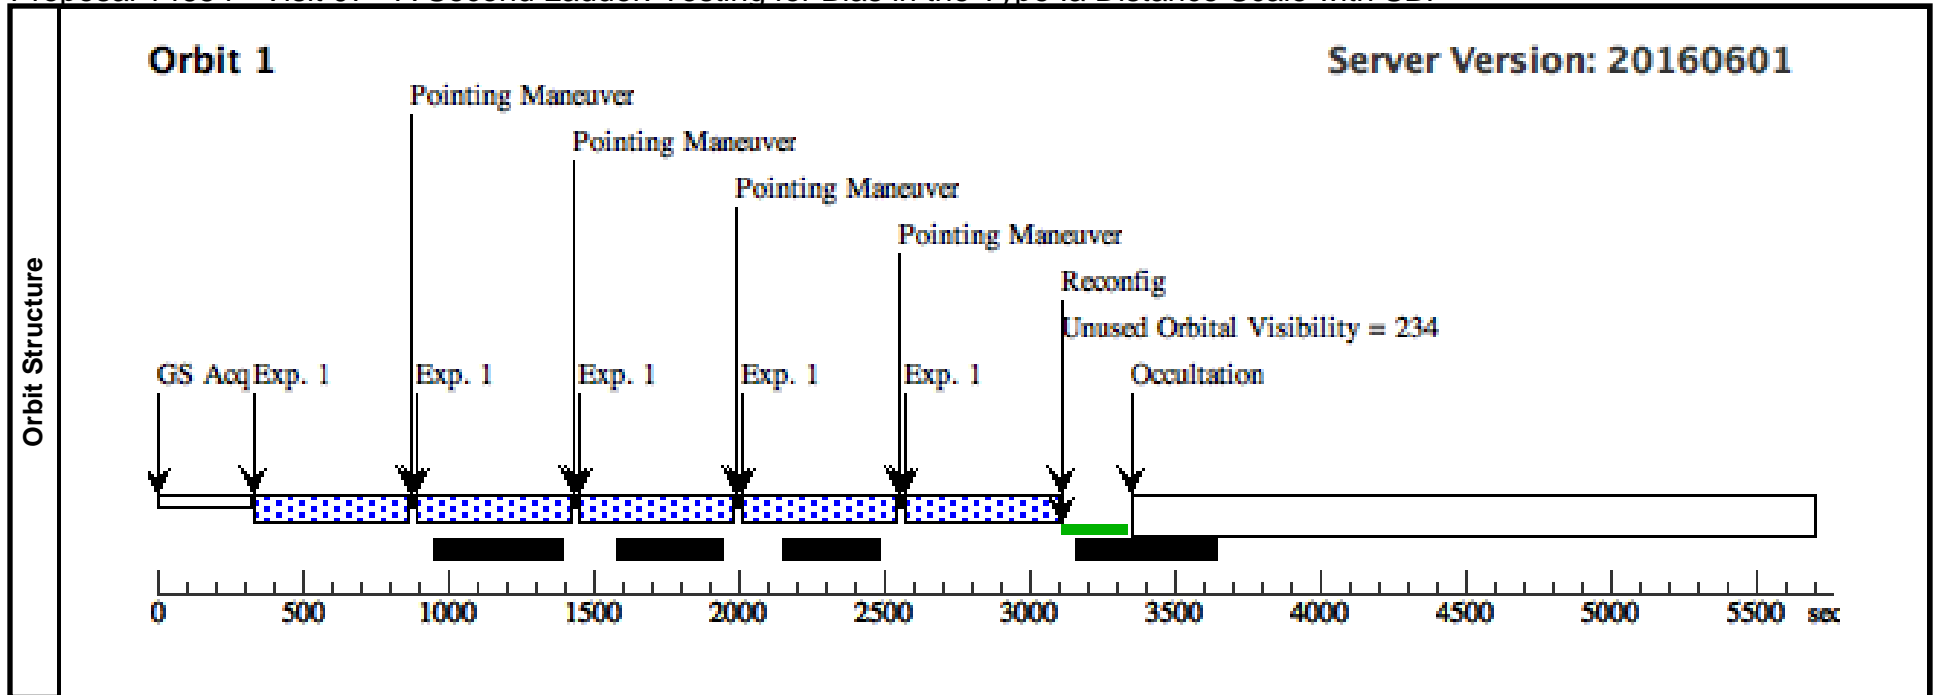 Orbit Structure
Orbit 1
Server Version: 20160601
Pointing Maneuver
Pointing Maneuver
Pointing Maneuver
Pointing Maneuver
Reconfig
Unused Orbital Visibility = 234
GS Acq Exp. 1 Exp. 1 Exp. 1 Exp. 1 Exp. 1 Occultation
0 500 1000 1500 2000 2500 3000 3500 4000 4500 5000 5500 sec